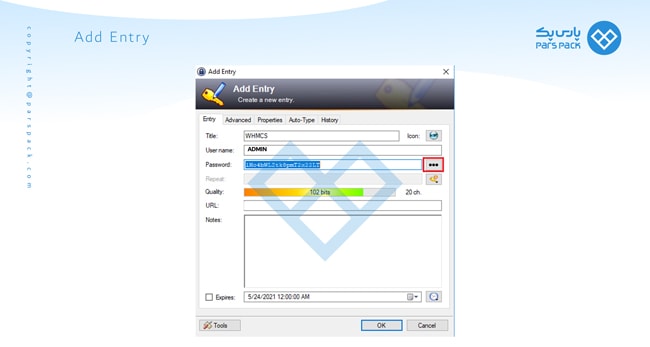 Add Entry
پارس پک
PARS PACK
copyright@parspack.com
Add Entry
Add Entry
Create a new entry.
Entry Advanced Properties Auto-Type History
Title: WHMCS Icon:
User name: ADMIN
Password:
Repeat:
Quality: 102 bits 20 ch.
URL:
Notes:
Expires: 5/24/2021 12:00:00 AM
Tools OK Cancel